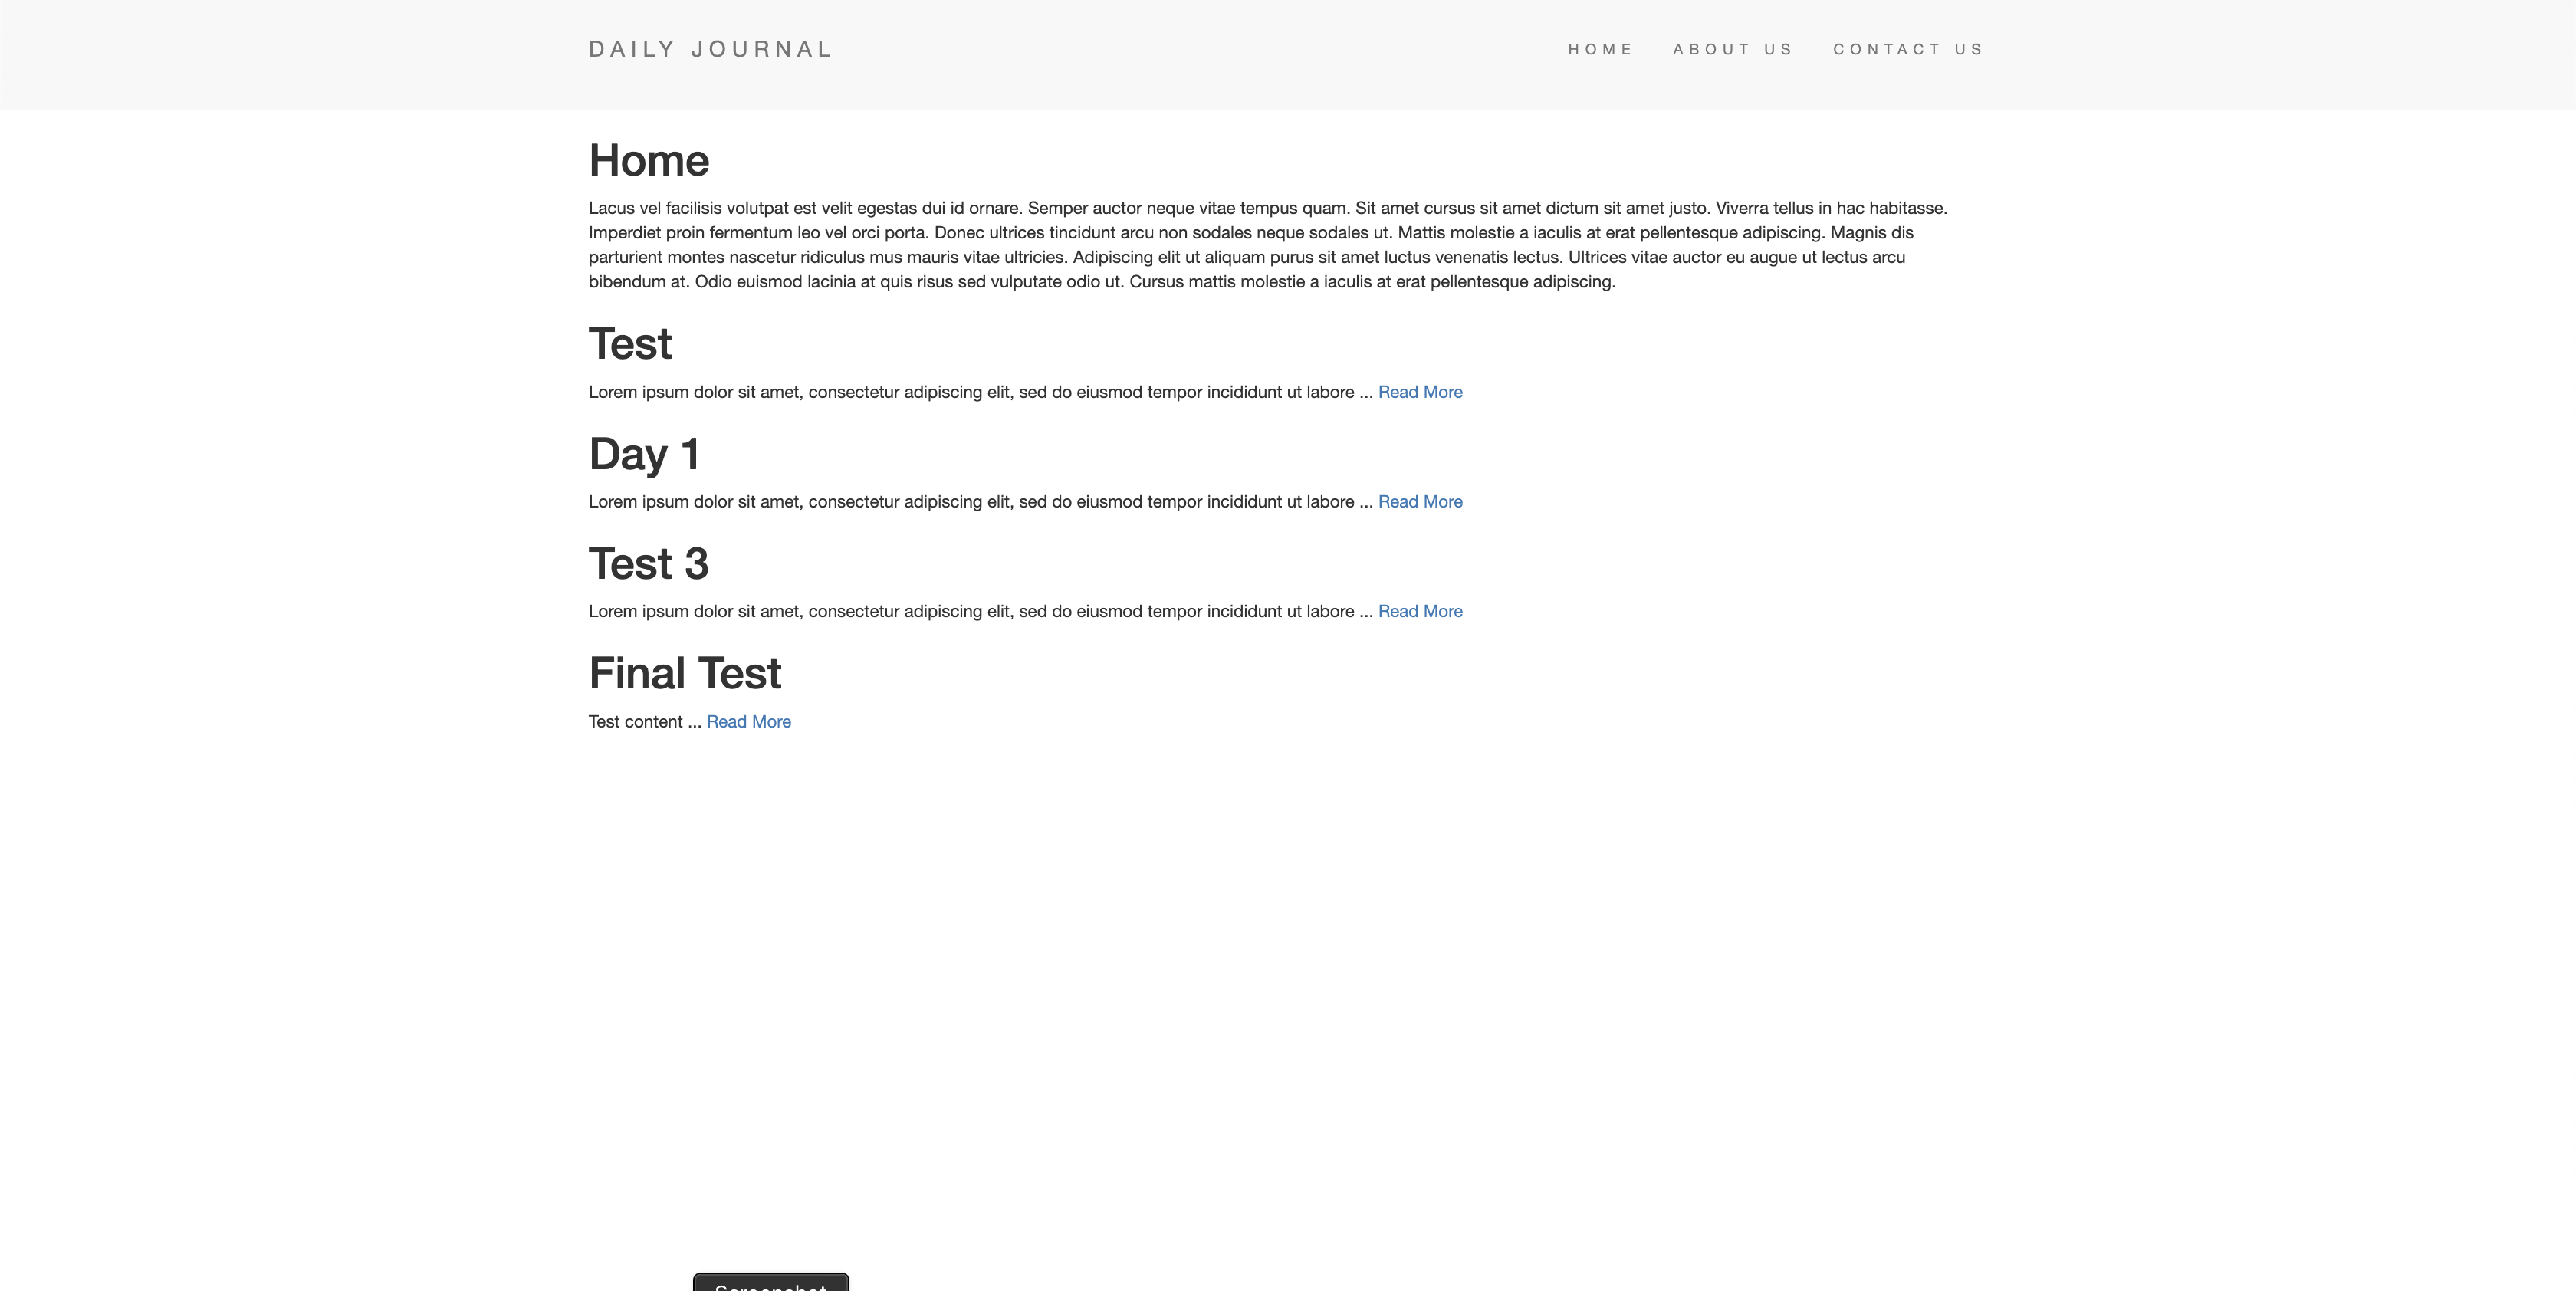 DAILY JOURNAL
HOME ABOUT US CONTACT US
Home
Lacus vel facilisis volutpat est velit egestas dui id ornare. Semper auctor neque vitae tempus quam. Sit amet cursus sit amet dictum sit amet justo. Viverra tellus in hac habitasse.
Imperdiet proin fermentum leo vel orci porta. Donec ultrices tincidunt arcu non sodales neque sodales ut. Mattis molestie a iaculis at erat pellentesque adipiscing. Magnis dis
parturient montes nascetur ridiculus mus mauris vitae ultricies. Adipiscing elit ut aliquam purus sit amet luctus venenatis lectus. Ultrices vitae auctor eu augue ut lectus arcu
bibendum at. Odio euismod lacinia at quis risus sed vulputate odio ut. Cursus mattis molestie a iaculis at erat pellentesque adipiscing.
Test
Lorem ipsum dolor sit amet, consectetur adipiscing elit, sed do eiusmod tempor incididunt ut labore ... Read More
Day 1
Lorem ipsum dolor sit amet, consectetur adipiscing elit, sed do eiusmod tempor incididunt ut labore ... Read More
Test 3
Lorem ipsum dolor sit amet, consectetur adipiscing elit, sed do eiusmod tempor incididunt ut labore ... Read More
Final Test
Test content ... Read More
Screenshot